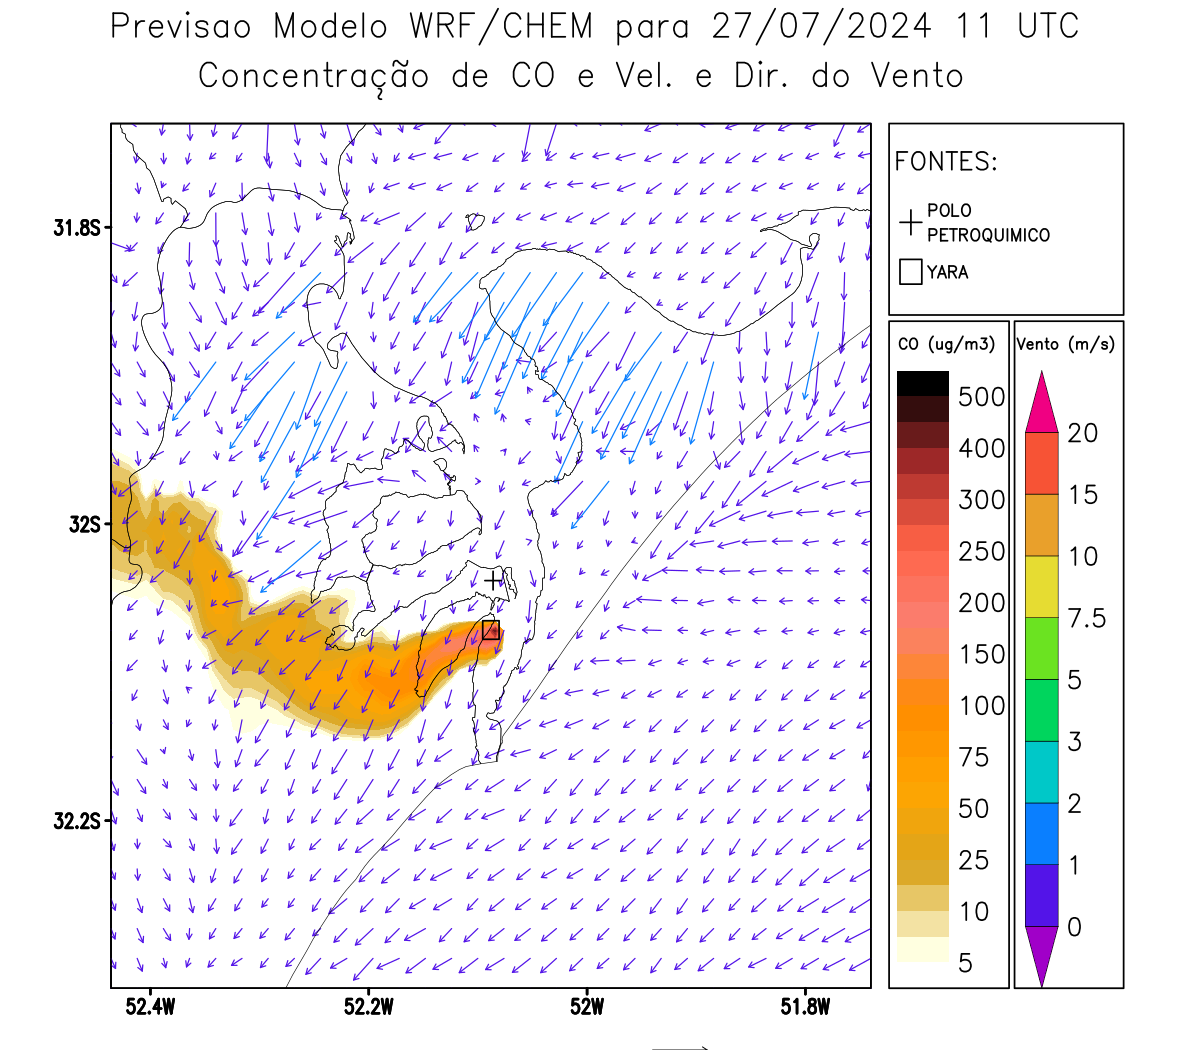 Previsao Modelo WRF/CHEM para 27/07/2024 11 UTC
Concentração de CO e Vel. e Dir. do Vento
FONTES:
POLO
PETROQUIMICO
YARA
CO (ug/m3)
500
400
300
250
200
150
100
75
50
25
10
5
Vento (m/s)
20
15
10
7.5
5
3
2
1
0
31.8S
32S
32.2S
52.4W
52.2W
52W
51.8W